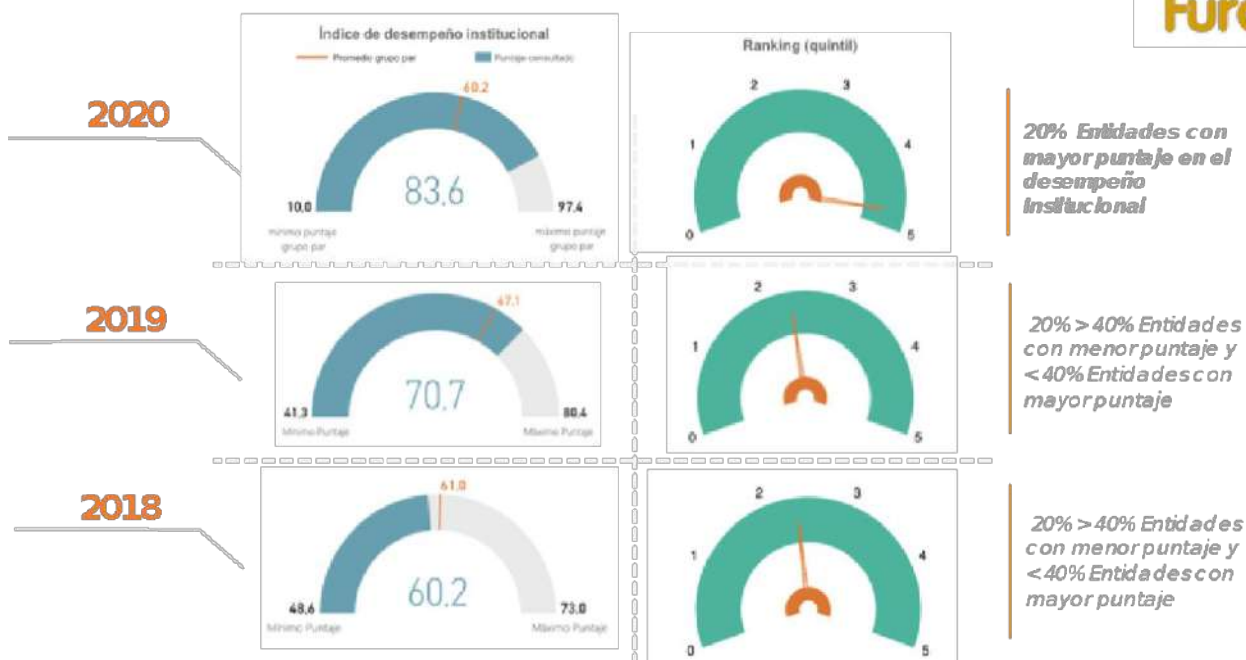 Índice de desempeño institucional
Promedio grupo par
Puntaje consultado
2020
60.2
83,6
10,0
97,4
mínimo puntaje
grupo par
máximo puntaje
grupo par
Ranking (quintil)
0
1
2
3
4
5
20% Entidades con
mayor puntaje en el
desempeño
Institucional
2019
67.1
70,7
41,3
80,4
Mínimo Puntaje
Máximo Puntaje
0
1
2
3
4
5
20% > 40% Entidades
con menor puntaje y
< 40% Entidades con
mayor puntaje
2018
61,0
60,2
48,6
73,0
Mínimo Puntaje
Máximo Puntaje
0
1
2
3
4
5
20% > 40% Entidades
con menor puntaje y
< 40% Entidades con
mayor puntaje